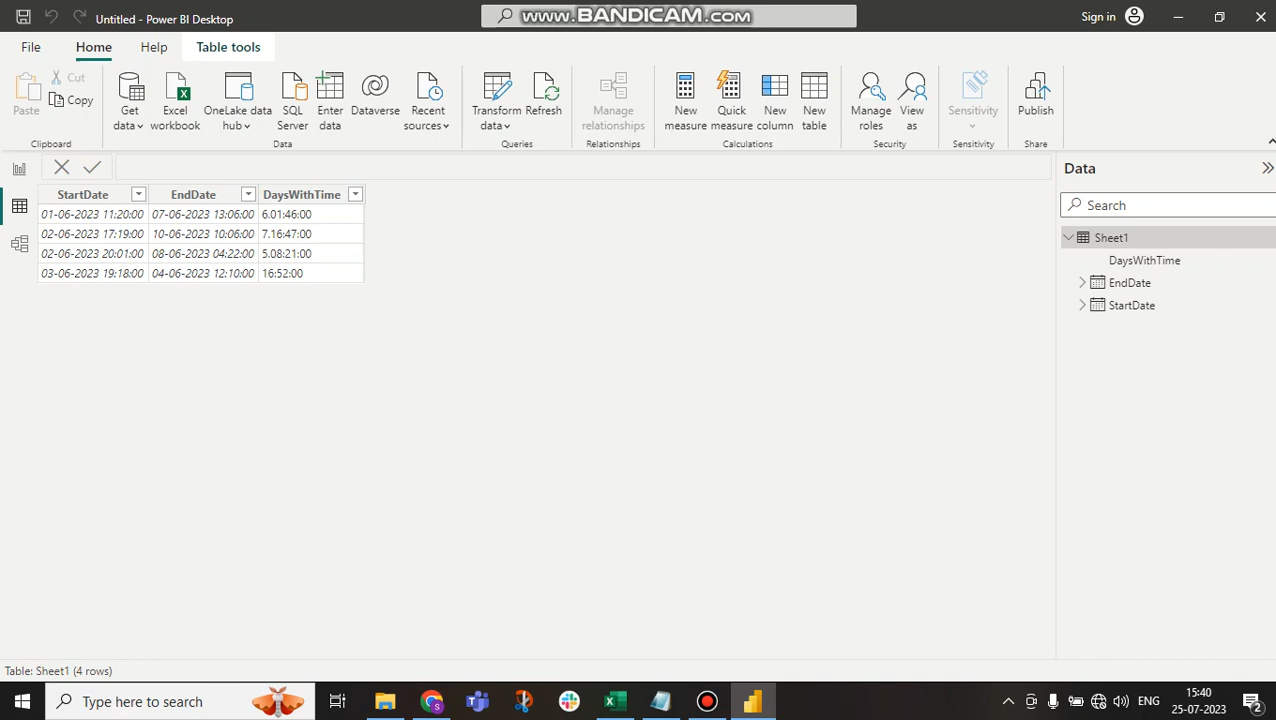 Untitled - Power BI Desktop
www.BANDICAM.com
Sign in
File Home Help Table tools
Paste
Cut
Copy
Clipboard
Get data
Excel workbook
OneLake data hub
SQL Server
Enter data
Dataverse
Recent sources
Data
Transform data
Refresh
Queries
Manage relationships
Relationships
New measure
Quick measure
New column
New table
Calculations
Manage roles
View as
Security
Sensitivity
Sensitivity
Publish
Share
StartDate EndDate DaysWithTime
01-06-2023 11:20:00 07-06-2023 13:06:00 6.01:46:00
02-06-2023 17:19:00 10-06-2023 10:06:00 7.16:47:00
02-06-2023 20:01:00 08-06-2023 04:22:00 5.08:21:00
03-06-2023 19:18:00 04-06-2023 12:10:00 16:52:00
Data
Search
Sheet1
DaysWithTime
EndDate
StartDate
Table: Sheet1 (4 rows)
Type here to search
ENG
15:40
25-07-2023
2